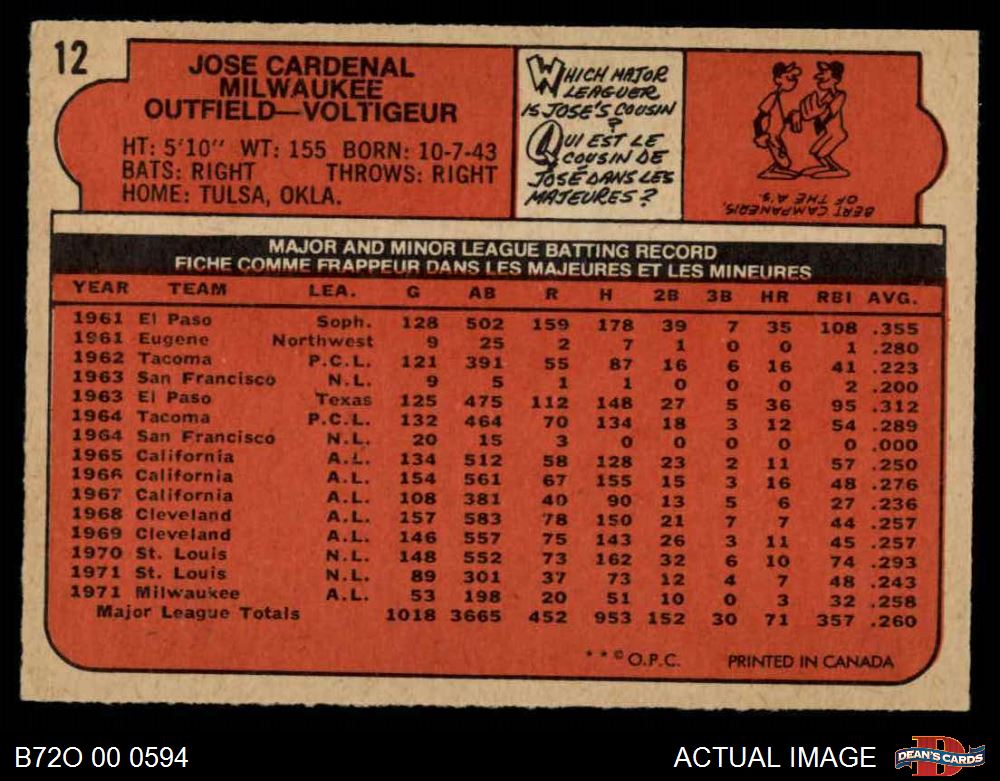 12
JOSE CARDENAL
MILWAUKEE
OUTFIELD—VOLTIGEUR
HT: 5'10" WT: 155 BORN: 10-7-43
BATS: RIGHT THROWS: RIGHT
HOME: TULSA, OKLA.
WHICH MAJOR
LEAGUER
IS JOSE'S COUSIN
?
QUI EST LE
COUSIN DE
JOSÉ DANS LES
MAJEURES?
BERT CAMPANERIS,
OF THE A'S.
MAJOR AND MINOR LEAGUE BATTING RECORD
FICHE COMME FRAPPEUR DANS LES MAJEURES ET LES MINEURES
YEAR TEAM LEA. G AB R H 2B 3B HR RBI AVG.
1961 El Paso Soph. 128 502 159 178 39 7 35 108 .355
1961 Eugene Northwest 9 25 2 7 1 0 0 1 .280
1962 Tacoma P.C.L. 121 391 55 87 16 6 16 41 .223
1963 San Francisco N.L. 9 5 1 1 0 0 0 2 .200
1963 El Paso Texas 125 475 112 148 27 5 36 95 .312
1964 Tacoma P.C.L. 132 464 70 134 18 3 12 54 .289
1964 San Francisco N.L. 20 15 3 0 0 0 0 0 .000
1965 California A.L. 134 512 58 128 23 2 11 57 .250
1966 California A.L. 154 561 67 155 15 3 16 48 .276
1967 California A.L. 108 381 40 90 13 5 6 27 .236
1968 Cleveland A.L. 157 583 78 150 21 7 7 44 .257
1969 Cleveland A.L. 146 557 75 143 26 3 11 45 .257
1970 St. Louis N.L. 148 552 73 162 32 6 10 74 .293
1971 St. Louis N.L. 89 301 37 73 12 4 7 48 .243
1971 Milwaukee A.L. 53 198 20 51 10 0 3 32 .258
Major League Totals 1018 3665 452 953 152 30 71 357 .260
* * © O.P.C. PRINTED IN CANADA
B72O 00 0594 ACTUAL IMAGE DEAN'S CARDS